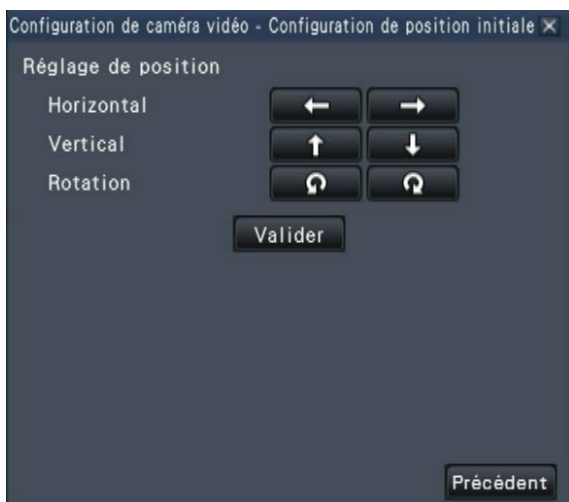 Configuration de caméra vidéo - Configuration de position initiale
Réglage de position
Horizontal
Vertical
Rotation
Valider
Précédent